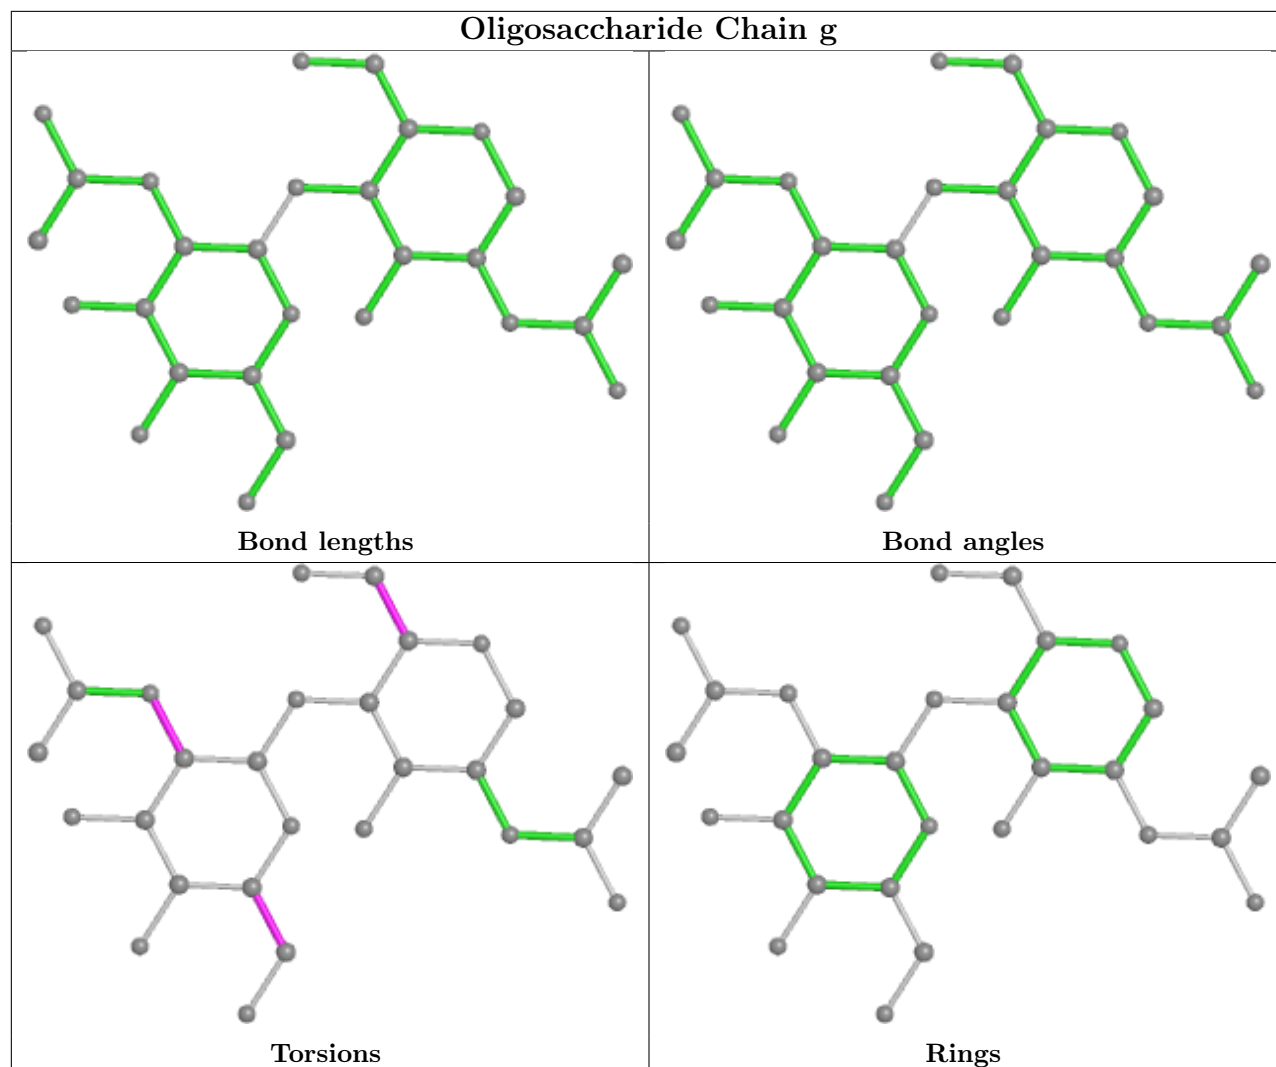 Oligosaccharide Chain g
Bond lengths
Bond angles
Torsions
Rings